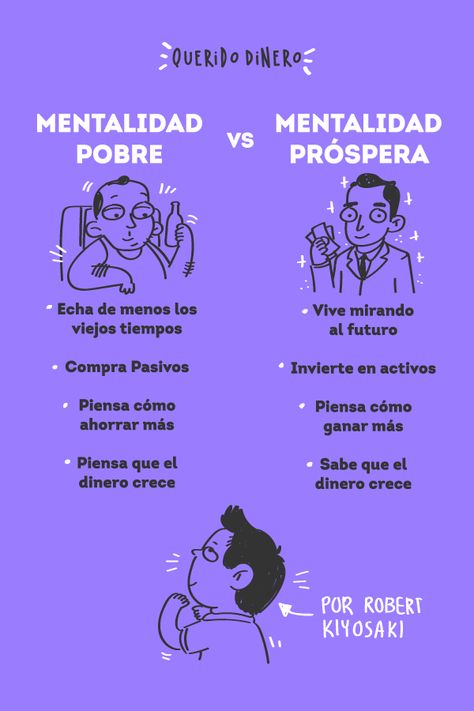 QUERIDO DINERO
MENTALIDAD
POBRE
VS
MENTALIDAD
PRÓSPERA
• Echa de menos los
viejos tiempos
• Compra Pasivos
• Piensa cómo
ahorrar más
• Piensa que el
dinero crece
• Vive mirando
al futuro
• Invierte en activos
• Piensa cómo
ganar más
• Sabe que el
dinero crece
POR ROBERT
KIYOSAKI